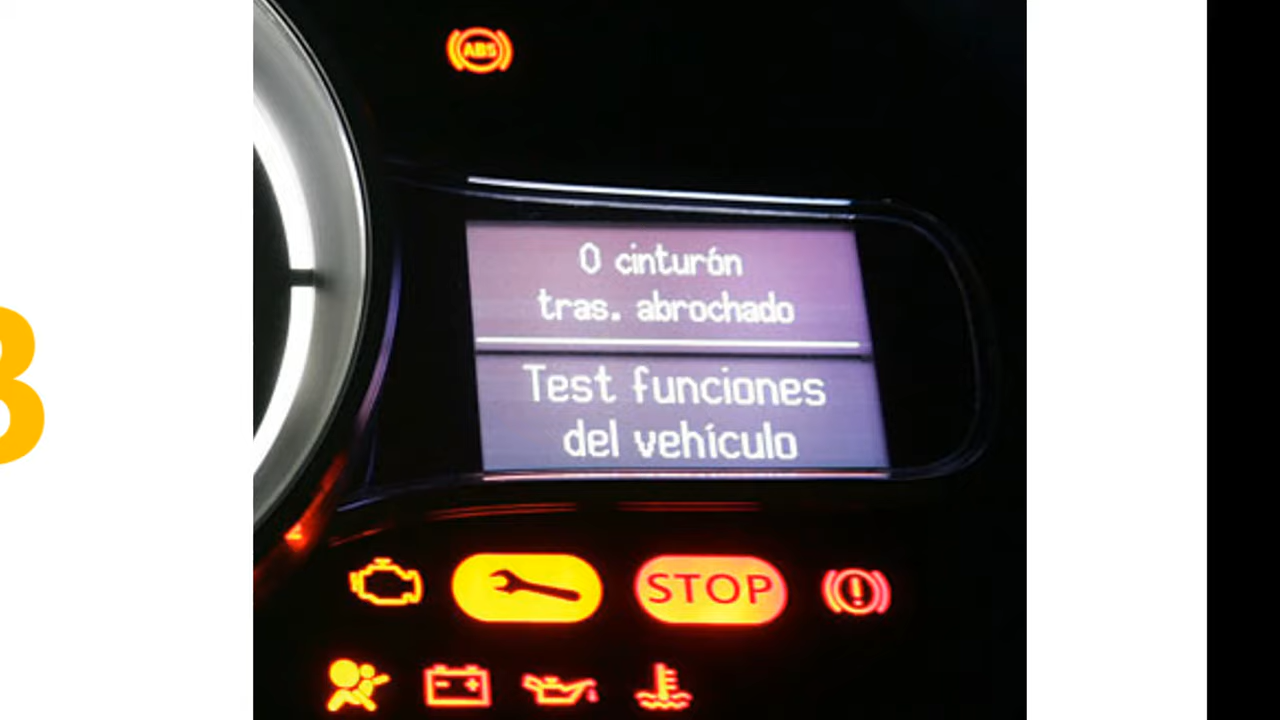 ABS
0 cinturón
tras. abrochado
Test funciones
del vehículo
STOP